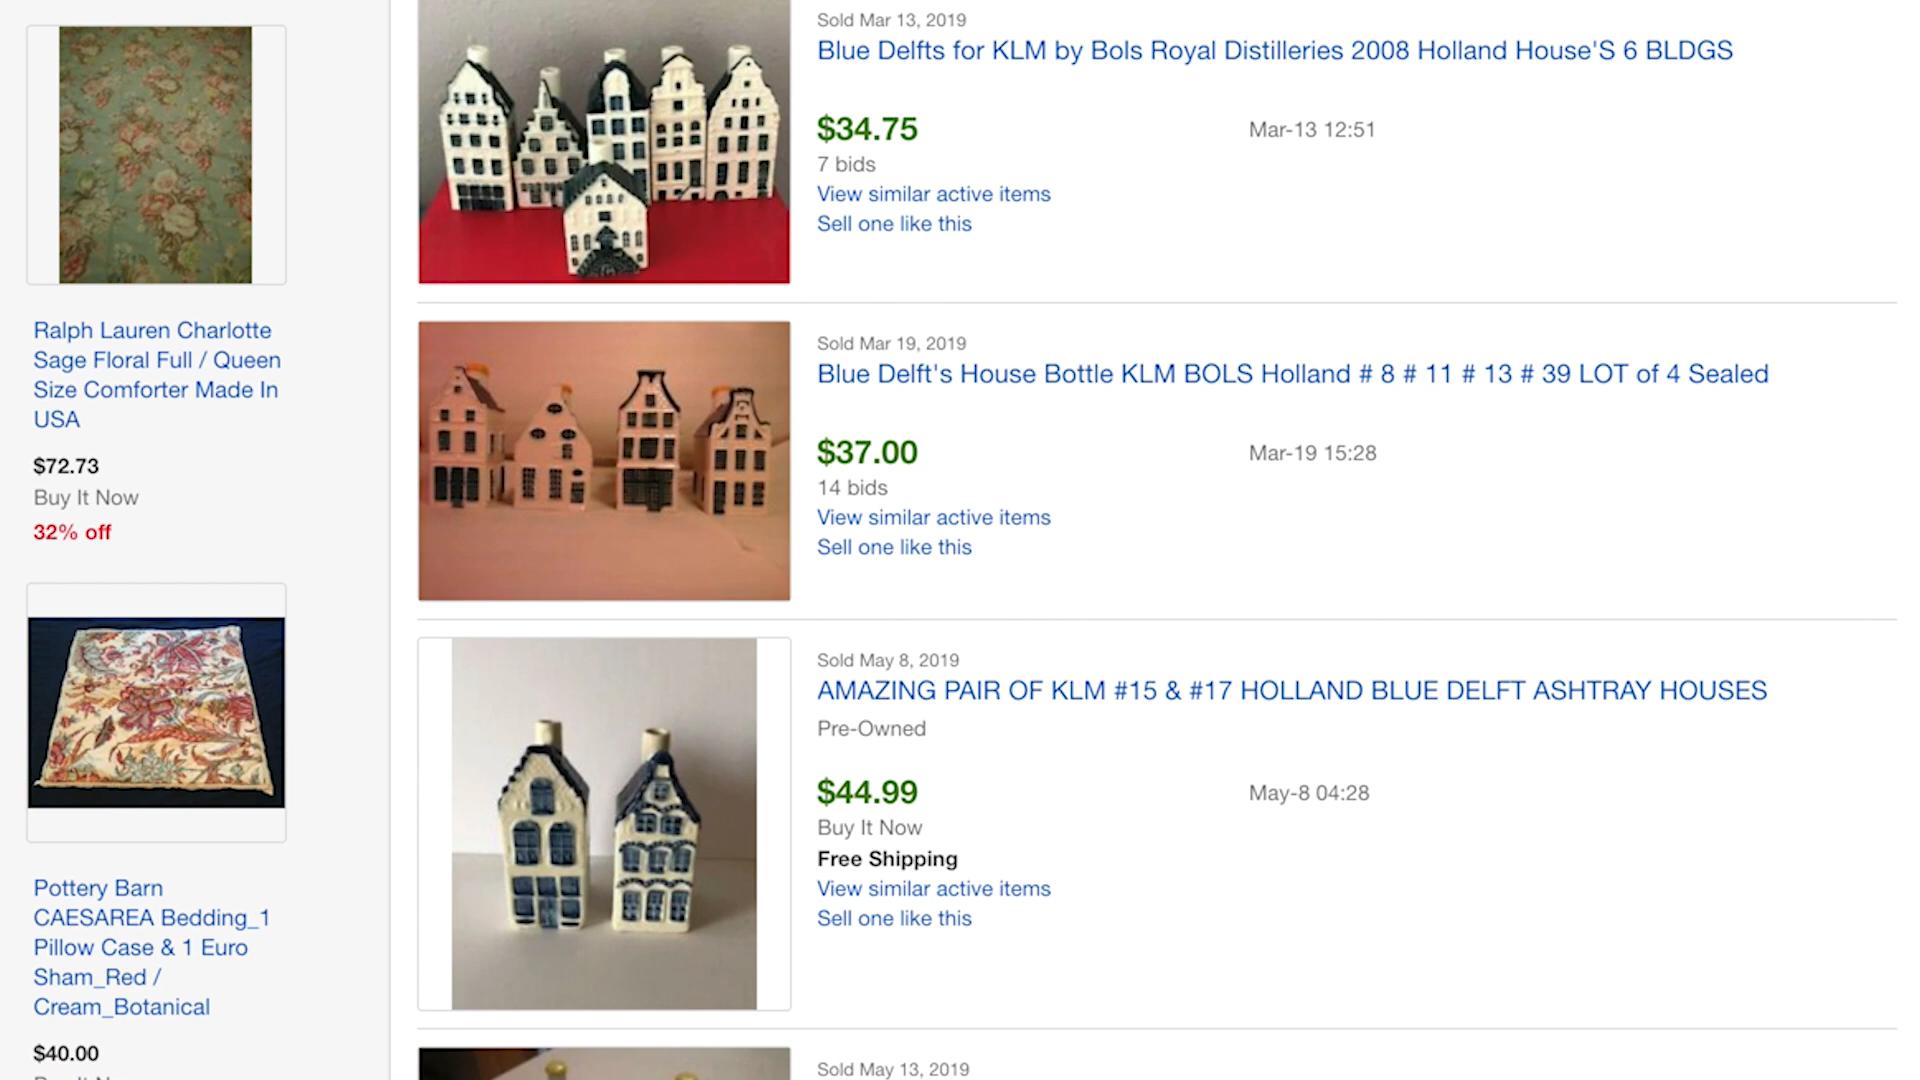 Ralph Lauren Charlotte
Sage Floral Full / Queen
Size Comforter Made In
USA
$72.73
Buy It Now
32% off
Pottery Barn
CAESAREA Bedding_1
Pillow Case & 1 Euro
Sham_Red /
Cream_Botanical
$40.00
Sold Mar 13, 2019
Blue Delfts for KLM by Bols Royal Distilleries 2008 Holland House'S 6 BLDGS
$34.75
Mar-13 12:51
7 bids
View similar active items
Sell one like this
Sold Mar 19, 2019
Blue Delft's House Bottle KLM BOLS Holland # 8 # 11 # 13 # 39 LOT of 4 Sealed
$37.00
Mar-19 15:28
14 bids
View similar active items
Sell one like this
Sold May 8, 2019
AMAZING PAIR OF KLM #15 & #17 HOLLAND BLUE DELFT ASHTRAY HOUSES
Pre-Owned
$44.99
May-8 04:28
Buy It Now
Free Shipping
View similar active items
Sell one like this
Sold May 13, 2019